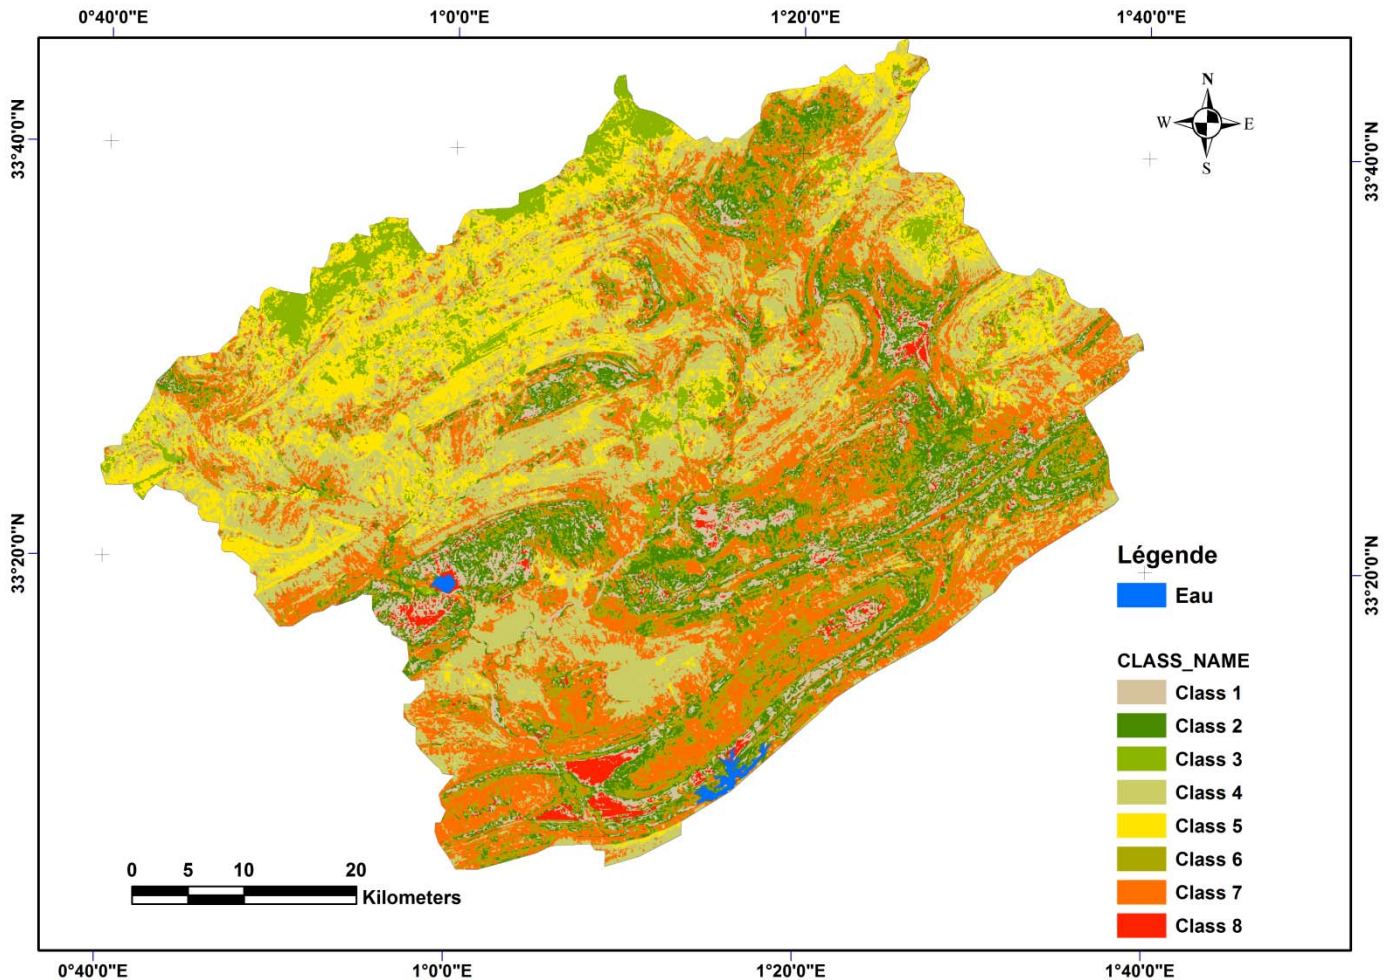 0°40'0"E 1°0'0"E 1°20'0"E 1°40'0"E
33°40'0"N
33°40'0"N
N
W E
S
33°20'0"N
33°20'0"N
Légende
Eau
CLASS_NAME
Class 1
Class 2
Class 3
Class 4
Class 5
Class 6
Class 7
Class 8
0 5 10 20
Kilometers
0°40'0"E 1°0'0"E 1°20'0"E 1°40'0"E